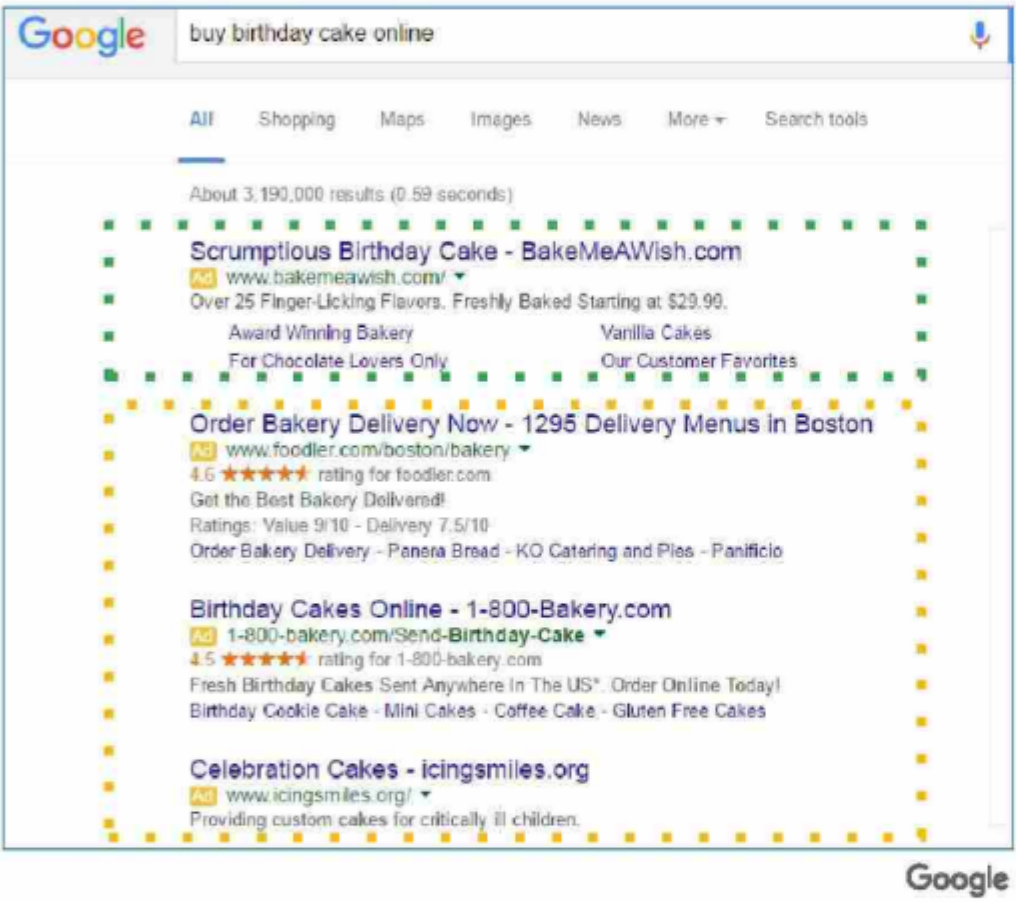 Google buy birthday cake online
All Shopping Maps Images News More Search tools
About 3,190,000 results (0.59 seconds)
Scrumptious Birthday Cake - BakeMeAWish.com
Ad www.bakemeawish.com/
Over 25 Finger-Licking Flavors. Freshly Baked Starting at $29.99.
Award Winning Bakery Vanilla Cakes
For Chocolate Lovers Only Our Customer Favorites
Order Bakery Delivery Now - 1295 Delivery Menus in Boston
Ad www.foodler.com/boston/bakery
4.6 ★★★★★ rating for foodler.com
Get the Best Bakery Delivered!
Ratings: Value 9/10 - Delivery 7.5/10
Order Bakery Delivery - Panera Bread - KO Catering and Pies - Panificio
Birthday Cakes Online - 1-800-Bakery.com
Ad 1-800-bakery.com/Send-Birthday-Cake
4.5 ★★★★★ rating for 1-800-bakery.com
Fresh Birthday Cakes Sent Anywhere In The US*. Order Online Today!
Birthday Cookie Cake - Mini Cakes - Coffee Cake - Gluten Free Cakes
Celebration Cakes - icingsmiles.org
Ad www.icingsmiles.org/
Providing custom cakes for critically ill children.
Google